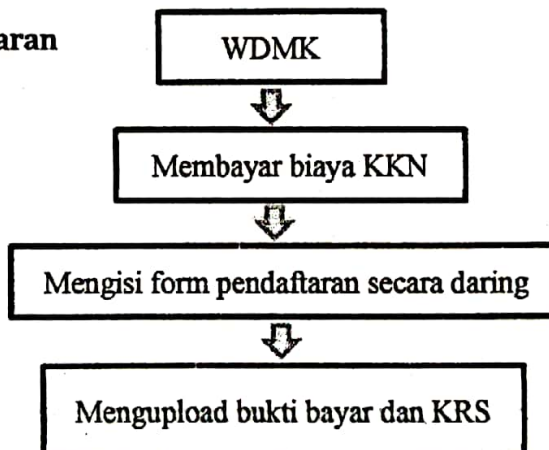 aran
WDMK
Membayar biaya KKN
Mengisi form pendaftaran secara daring
Mengupload bukti bayar dan KRS